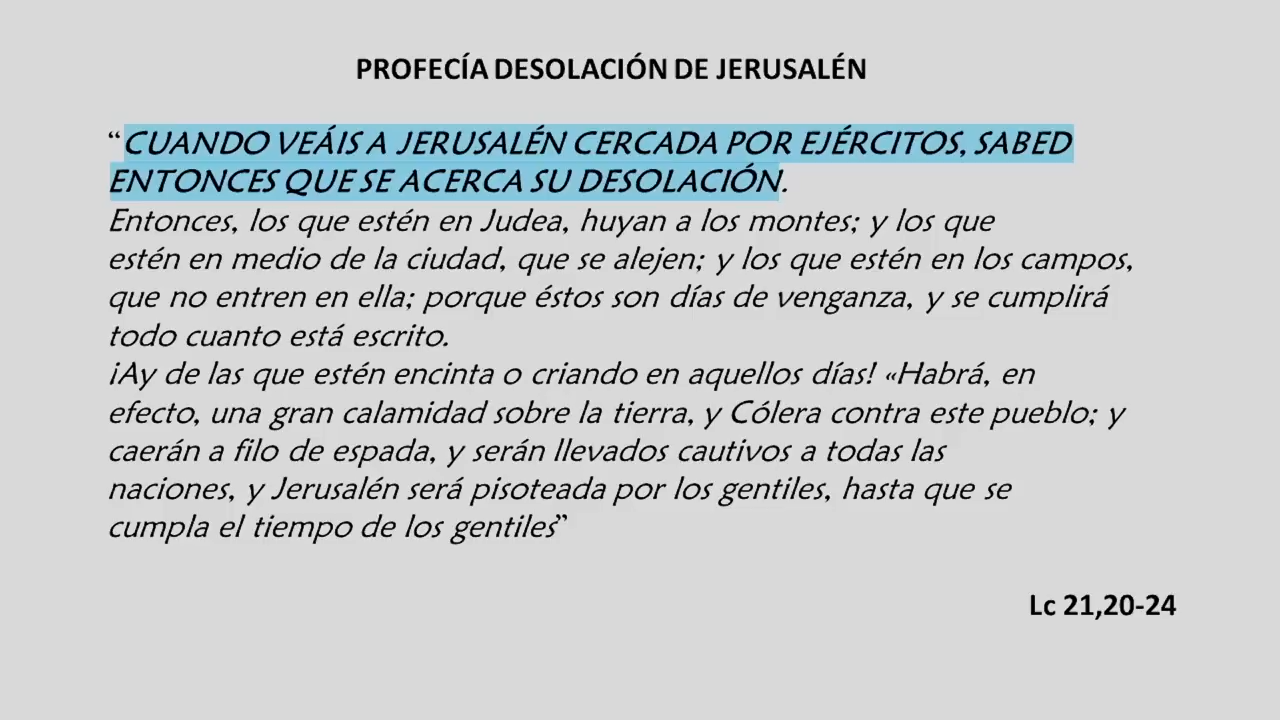 PROFECÍA DESOLACIÓN DE JERUSALÉN
“CUANDO VEÁIS A JERUSALÉN CERCADA POR EJÉRCITOS, SABED
ENTONCES QUE SE ACERCA SU DESOLACIÓN.
Entonces, los que estén en Judea, huyan a los montes; y los que
estén en medio de la ciudad, que se alejen; y los que estén en los campos,
que no entren en ella; porque éstos son días de venganza, y se cumplirá
todo cuanto está escrito.
¡Ay de las que estén encinta o criando en aquellos días! «Habrá, en
efecto, una gran calamidad sobre la tierra, y Cólera contra este pueblo; y
caerán a filo de espada, y serán llevados cautivos a todas las
naciones, y Jerusalén será pisoteada por los gentiles, hasta que se
cumpla el tiempo de los gentiles”
Lc 21,20-24